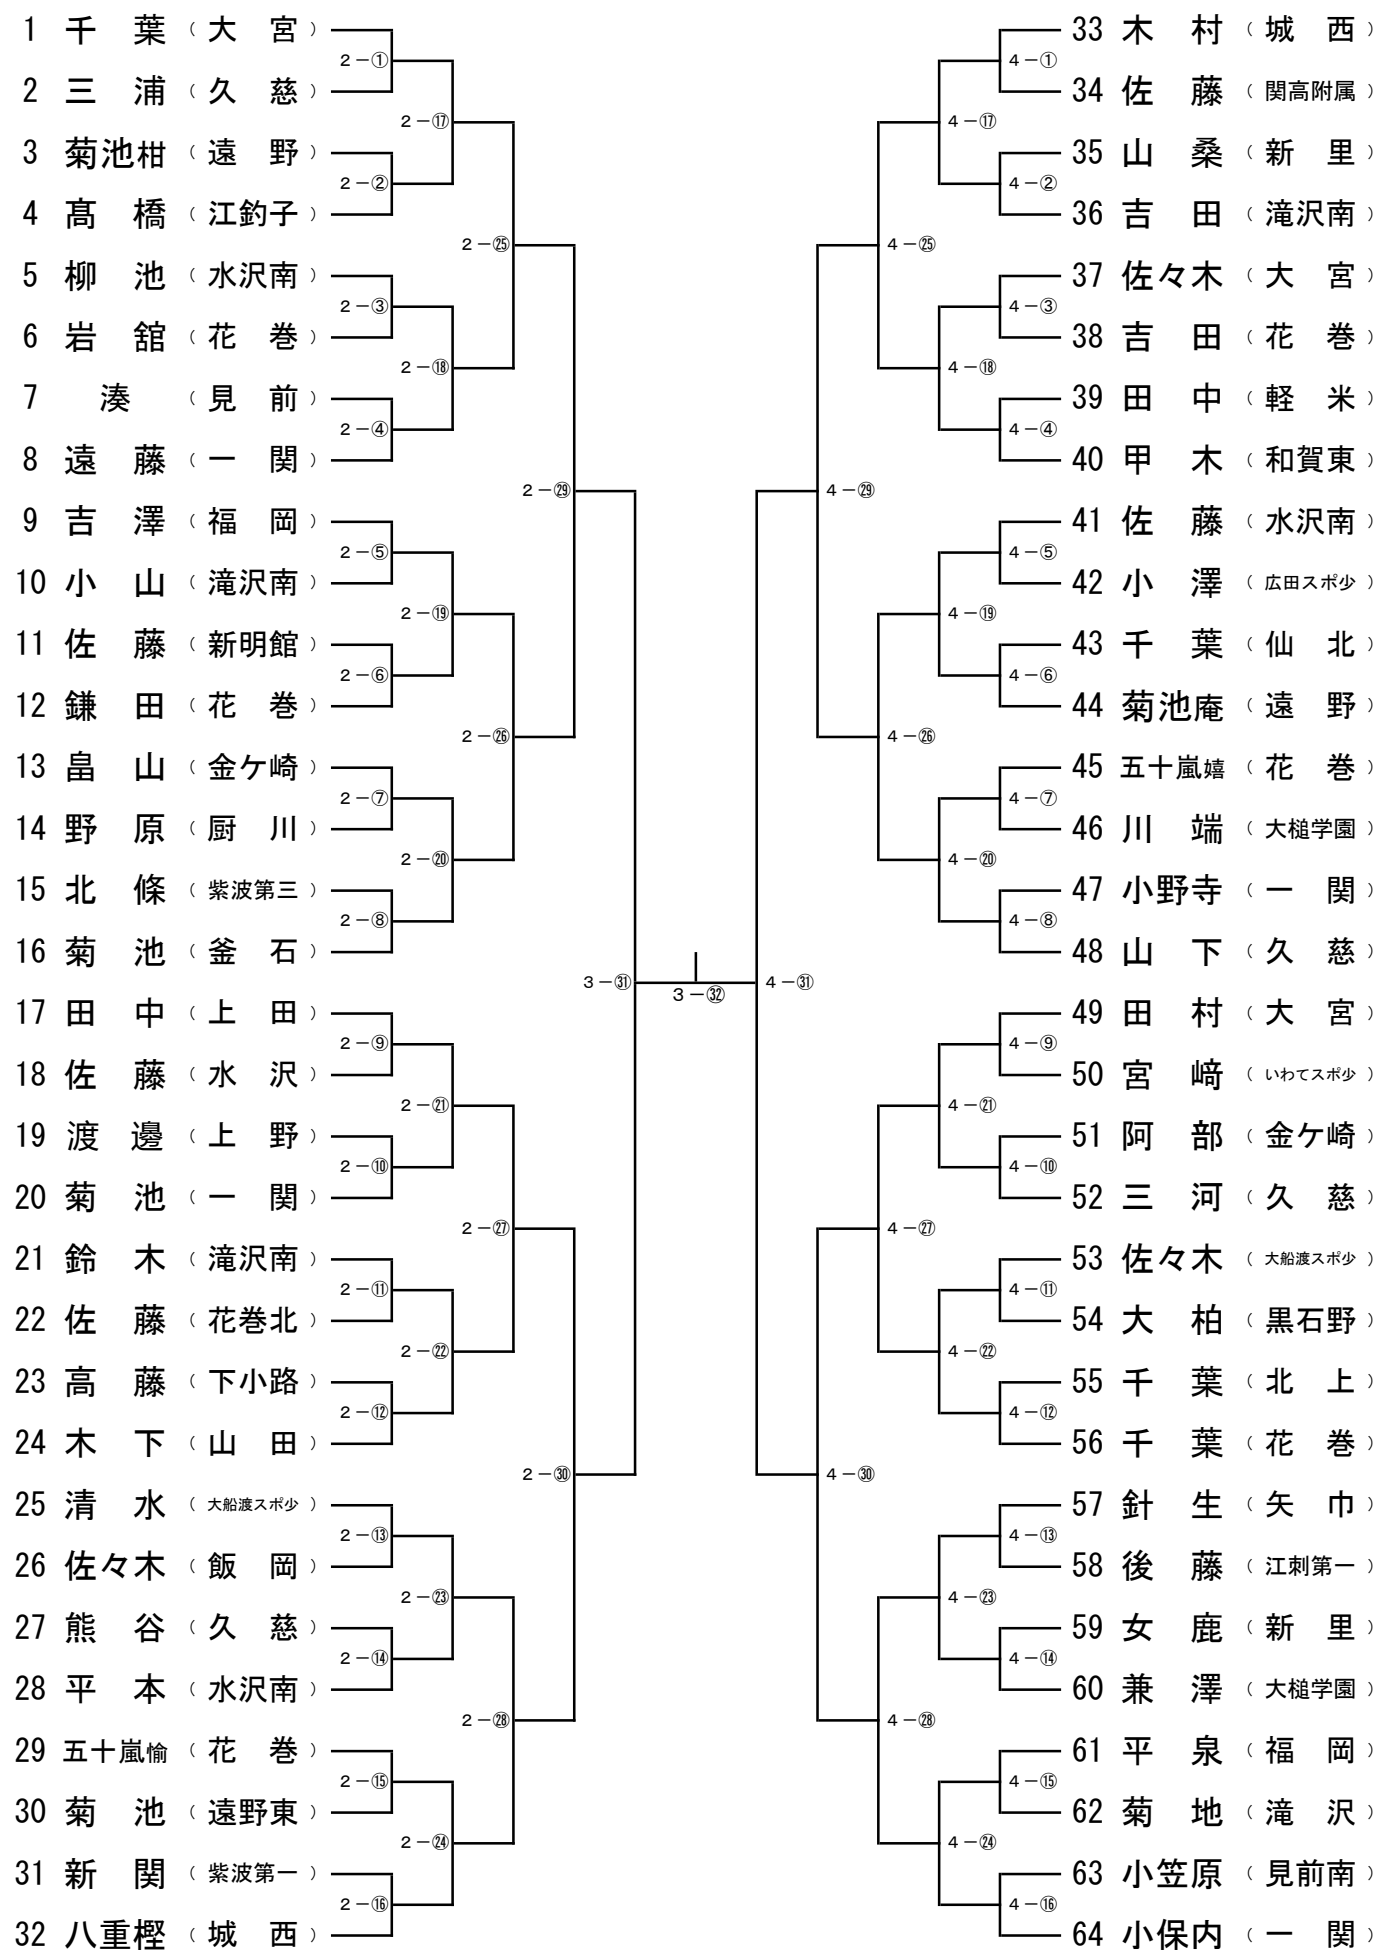 1 千 葉 （ 大 宮 ）
2－①
2 三 浦 （ 久 慈 ）
2－⑰
3 菊池柑 （ 遠 野 ）
2－②
4 髙 橋 （ 江釣子 ）
2－㉕
5 柳 池 （ 水沢南 ）
2－③
6 岩 舘 （ 花 巻 ）
2－⑱
7 湊 （ 見 前 ）
2－④
8 遠 藤 （ 一 関 ）
2－㉙
9 吉 澤 （ 福 岡 ）
2－⑤
10 小 山 （ 滝沢南 ）
2－⑲
11 佐 藤 （ 新明館 ）
2－⑥
12 鎌 田 （ 花 巻 ）
2－㉖
13 畠 山 （ 金ケ崎 ）
2－⑦
14 野 原 （ 厨 川 ）
2－⑳
15 北 條 （ 紫波第三 ）
2－⑧
16 菊 池 （ 釜 石 ）
3－㉛
17 田 中 （ 上 田 ）
2－⑨
18 佐 藤 （ 水 沢 ）
2－㉑
19 渡 邊 （ 上 野 ）
2－⑩
20 菊 池 （ 一 関 ）
2－㉗
21 鈴 木 （ 滝沢南 ）
2－⑪
22 佐 藤 （ 花巻北 ）
2－㉒
23 高 藤 （ 下小路 ）
2－⑫
24 木 下 （ 山 田 ）
2－㉚
25 清 水 （ 大船渡スポ少 ）
2－⑬
26 佐々木 （ 飯 岡 ）
2－㉓
27 熊 谷 （ 久 慈 ）
2－⑭
28 平 本 （ 水沢南 ）
2－㉘
29 五十嵐愉 （ 花 巻 ）
2－⑮
30 菊 池 （ 遠野東 ）
2－㉔
31 新 関 （ 紫波第一 ）
2－⑯
32 八重樫 （ 城 西 ）
3－㉜
33 木 村 （ 城 西 ）
4－①
34 佐 藤 （ 関高附属 ）
4－⑰
35 山 桑 （ 新 里 ）
4－②
36 吉 田 （ 滝沢南 ）
4－㉕
37 佐々木 （ 大 宮 ）
4－③
38 吉 田 （ 花 巻 ）
4－⑱
39 田 中 （ 軽 米 ）
4－④
40 甲 木 （ 和賀東 ）
4－㉙
41 佐 藤 （ 水沢南 ）
4－⑤
42 小 澤 （ 広田スポ少 ）
4－⑲
43 千 葉 （ 仙 北 ）
4－⑥
44 菊池庵 （ 遠 野 ）
4－㉖
45 五十嵐嬉 （ 花 巻 ）
4－⑦
46 川 端 （ 大槌学園 ）
4－⑳
47 小野寺 （ 一 関 ）
4－⑧
48 山 下 （ 久 慈 ）
4－㉛
49 田 村 （ 大 宮 ）
4－⑨
50 宮 﨑 （ いわてスポ少 ）
4－㉑
51 阿 部 （ 金ケ崎 ）
4－⑩
52 三 河 （ 久 慈 ）
4－㉗
53 佐々木 （ 大船渡スポ少 ）
4－⑪
54 大 柏 （ 黒石野 ）
4－㉒
55 千 葉 （ 北 上 ）
4－⑫
56 千 葉 （ 花 巻 ）
4－㉚
57 針 生 （ 矢 巾 ）
4－⑬
58 後 藤 （ 江刺第一 ）
4－㉓
59 女 鹿 （ 新 里 ）
4－⑭
60 兼 澤 （ 大槌学園 ）
4－㉘
61 平 泉 （ 福 岡 ）
4－⑮
62 菊 地 （ 滝 沢 ）
4－㉔
63 小笠原 （ 見前南 ）
4－⑯
64 小保内 （ 一 関 ）